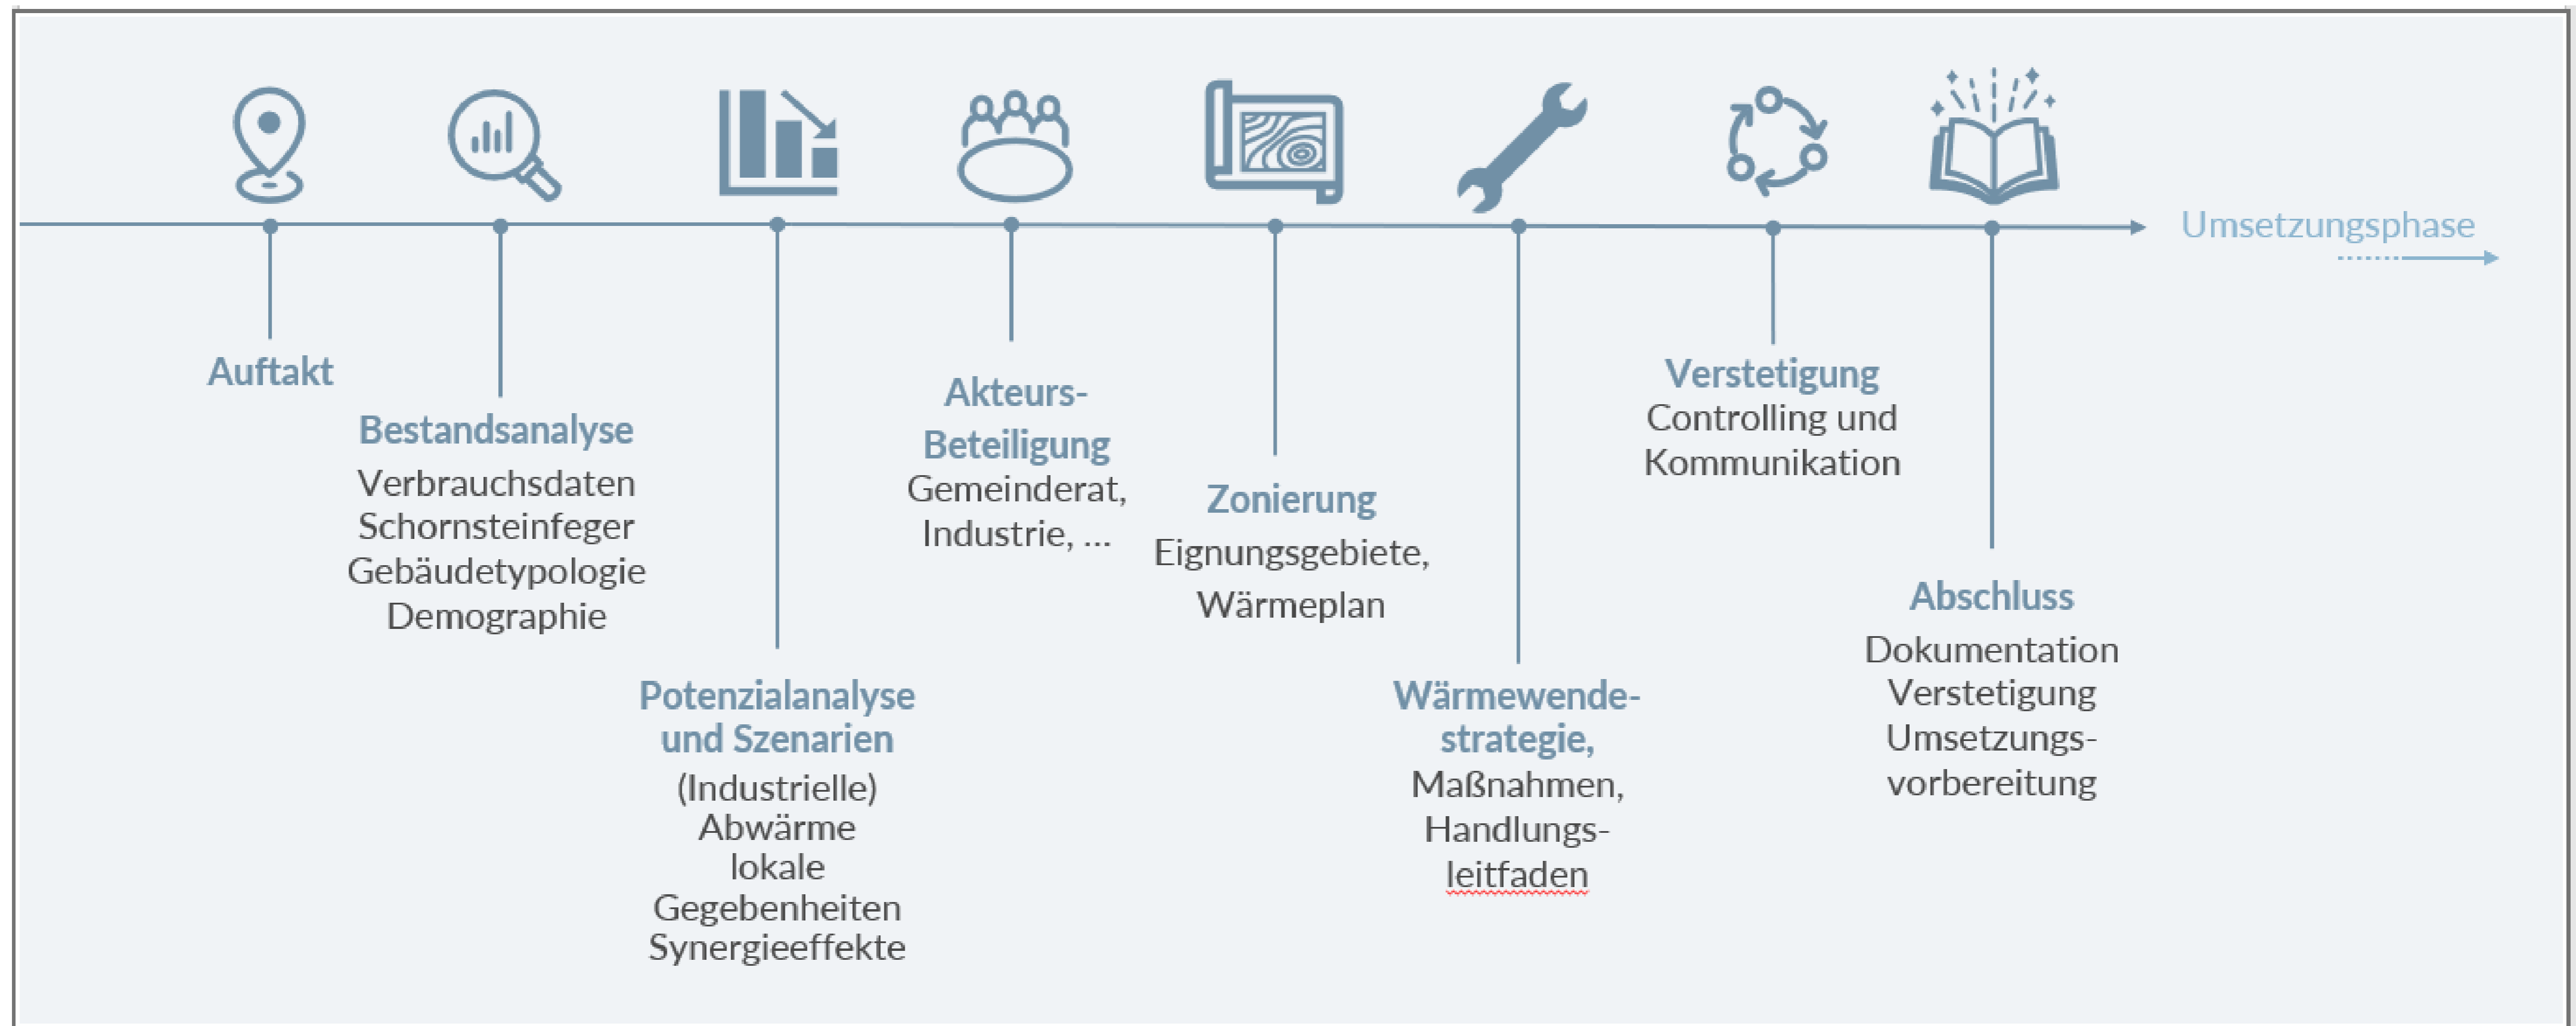 Umsetzungsphase
Auftakt
Bestandsanalyse
Verbrauchsdaten
Schornsteinfeger
Gebäudetypologie
Demographie
Potenzialanalyse
und Szenarien
(Industrielle)
Abwärme
lokale
Gegebenheiten
Synergieeffekte
Akteurs-
Beteiligung
Gemeinderat,
Industrie, ...
Zonierung
Eignungsgebiete,
Wärmeplan
Wärmewende-
strategie,
Maßnahmen,
Handlungs-
leitfaden
Verstetigung
Controlling und
Kommunikation
Abschluss
Dokumentation
Verstetigung
Umsetzungs-
vorbereitung